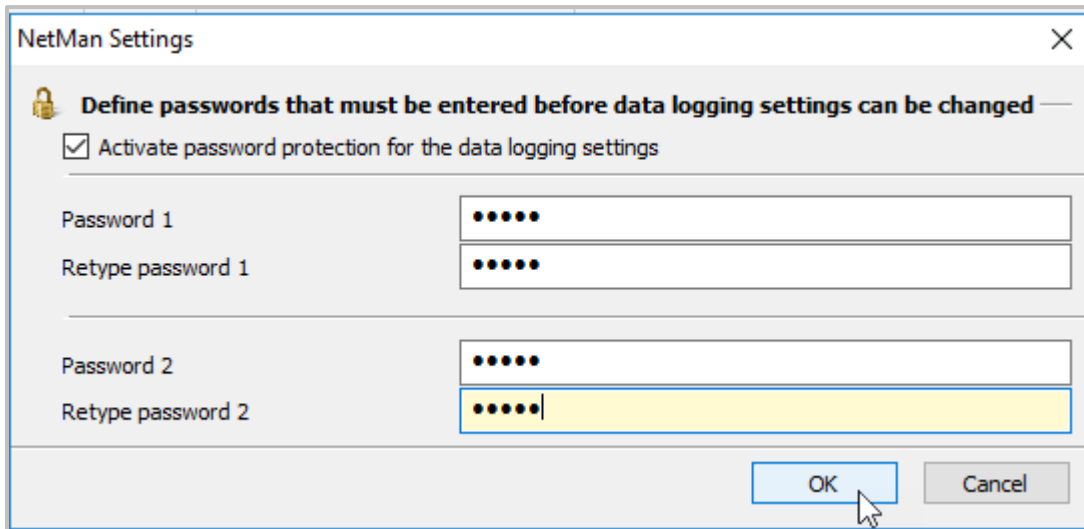 NetMan Settings
Define passwords that must be entered before data logging settings can be changed
Activate password protection for the data logging settings
Password 1 •••••
Retype password 1 •••••
Password 2 •••••
Retype password 2 •••••
OK Cancel